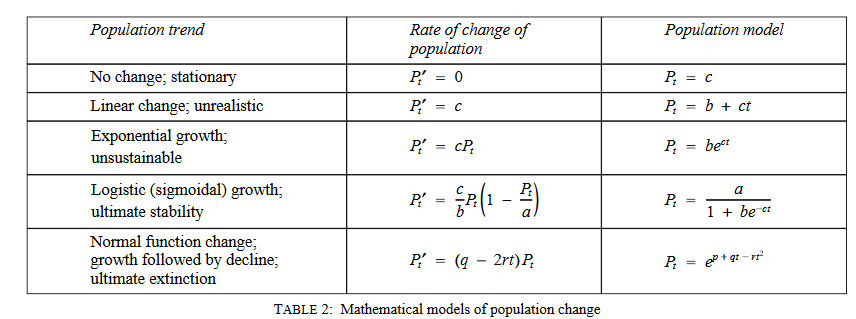 Population trend
Rate of change of
population
Population model
No change; stationary
Pₜ′ = 0
Pₜ = c
Linear change; unrealistic
Pₜ′ = c
Pₜ = b + ct
Exponential growth;
unsustainable
Pₜ′ = cPₜ
Pₜ = beᶜᵗ
Logistic (sigmoidal) growth;
ultimate stability
Pₜ′ = c/b Pₜ(1 − Pₜ/a)
Pₜ = a/(1 + be⁻ᶜᵗ)
Normal function change;
growth followed by decline;
ultimate extinction
Pₜ′ = (q − 2rt)Pₜ
Pₜ = e^(p + qt − rt²)
TABLE 2: Mathematical models of population change